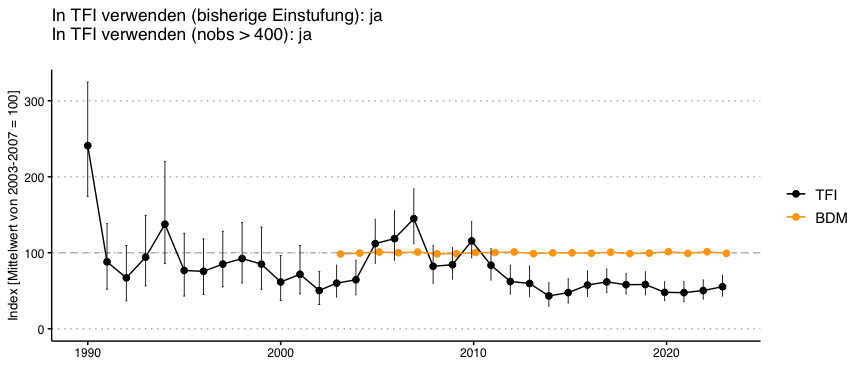 In TFI verwenden (bisherige Einstufung): ja
In TFI verwenden (nobs > 400): ja
Index [Mittelwert von 2003-2007 = 100]
300
200
100
0
1990
2000
2010
2020
TFI
BDM